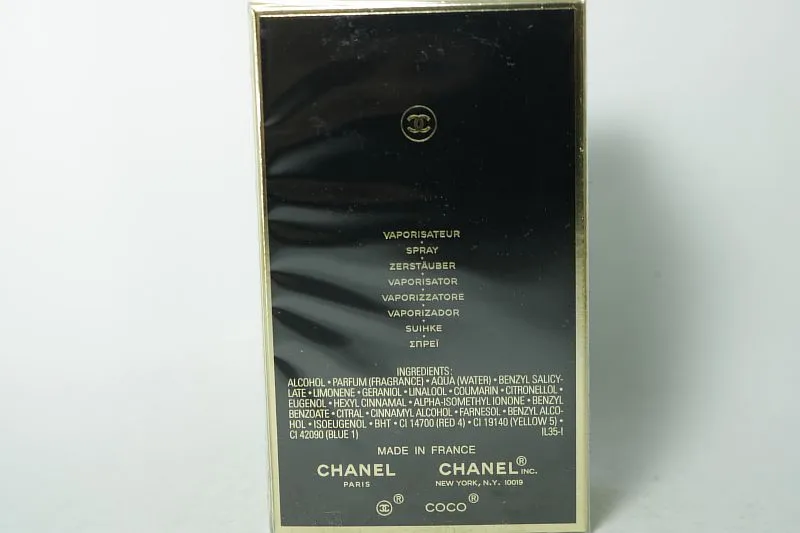 VAPORISATEUR
SPRAY
ZERSTÄUBER
VAPORISATOR
VAPORIZZATORE
VAPORIZADOR
SUIHKE
ΣΠΡΕΪ
INGREDIENTS:
ALCOHOL • PARFUM (FRAGRANCE) • AQUA (WATER) • BENZYL SALICY-
LATE • LIMONENE • GERANIOL • LINALOOL • COUMARIN • CITRONELLOL •
EUGENOL • HEXYL CINNAMAL • ALPHA-ISOMETHYL IONONE • BENZYL
BENZOATE • CITRAL • CINNAMYL ALCOHOL • FARNESOL • BENZYL ALCO-
HOL • ISOEUGENOL • BHT • CI 14700 (RED 4) • CI 19140 (YELLOW 5) •
CI 42090 (BLUE 1) IL35-I
MADE IN FRANCE
CHANEL CHANEL® INC.
PARIS NEW YORK, N.Y. 10019
® COCO®